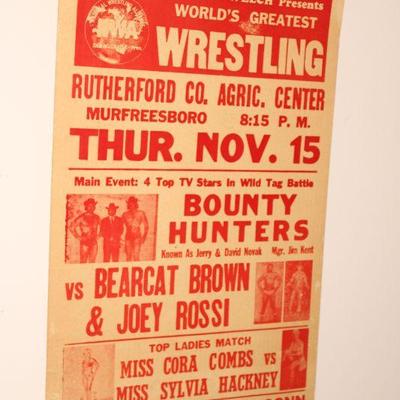 WELCH Presents
WORLD'S GREATEST
NWA
WRESTLING
RUTHERFORD CO. AGRIC. CENTER
MURFREESBORO 8:15 P. M.
THUR. NOV. 15
Main Event: 4 Top TV Stars In Wild Tag Battle
BOUNTY
HUNTERS
Known As Jerry & David Novak Mgr. Jim Kent
vs BEARCAT BROWN
& JOEY ROSSI
TOP LADIES MATCH
MISS CORA COMBS vs
MISS SYLVIA HACKNEY